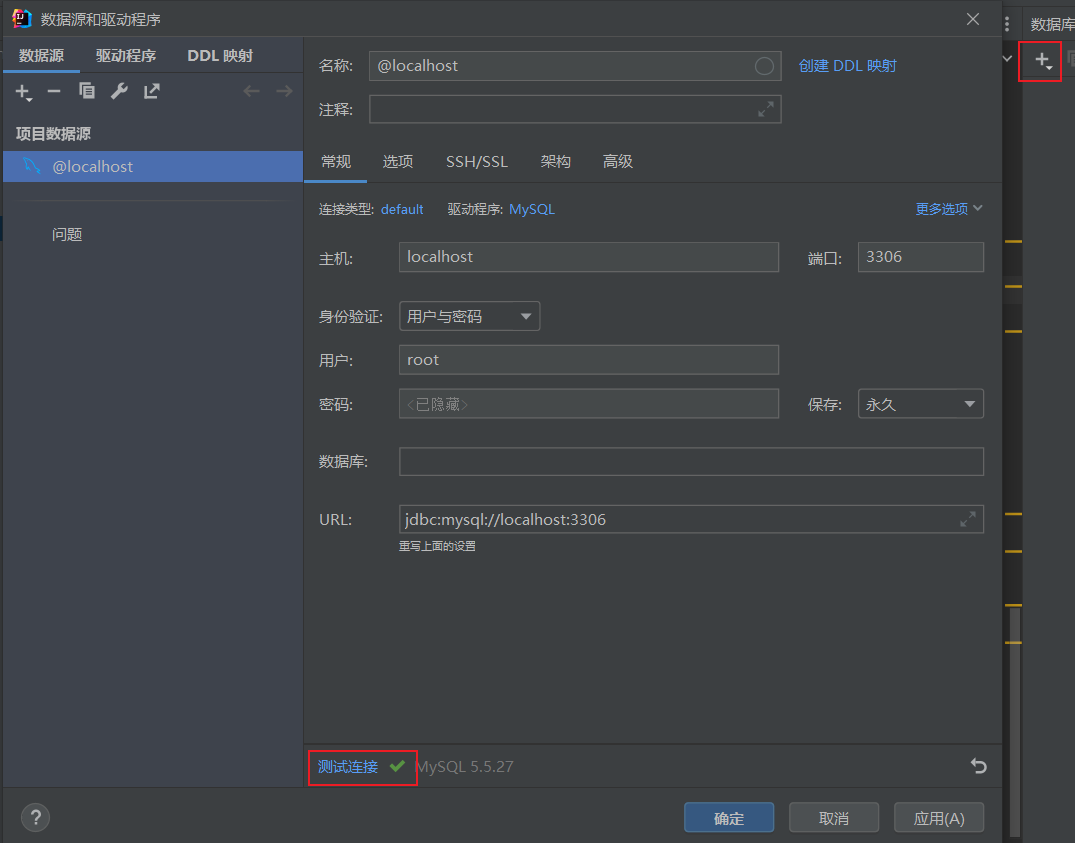 数据源和驱动程序
数据库
数据源 驱动程序 DDL 映射
项目数据源
@localhost
问题
名称: @localhost 创建 DDL 映射
注释:
常规 选项 SSH/SSL 架构 高级
连接类型: default 驱动程序: MySQL 更多选项
主机: localhost 端口: 3306
身份验证: 用户与密码
用户: root
密码: <已隐藏> 保存: 永久
数据库:
URL: jdbc:mysql://localhost:3306
重写上面的设置
测试连接 MySQL 5.5.27
? 确定 取消 应用(A)